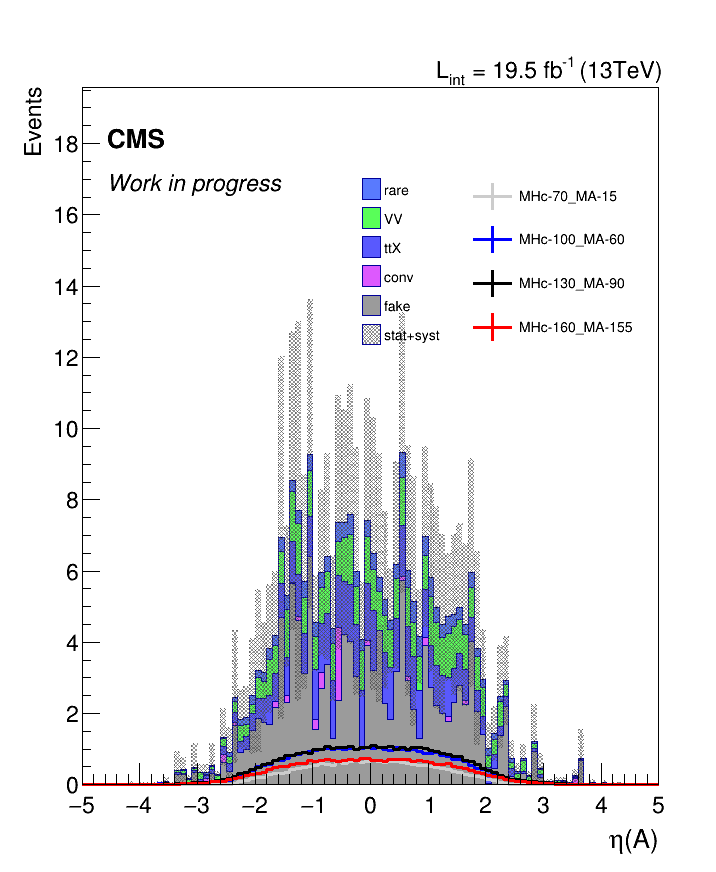 L_int = 19.5 fb^-1 (13TeV)
Events
CMS
Work in progress
rare
VV
ttX
conv
fake
stat+syst
MHc-70_MA-15
MHc-100_MA-60
MHc-130_MA-90
MHc-160_MA-155
18
16
14
12
10
8
6
4
2
0
−5 −4 −3 −2 −1 0 1 2 3 4 5
η(A)